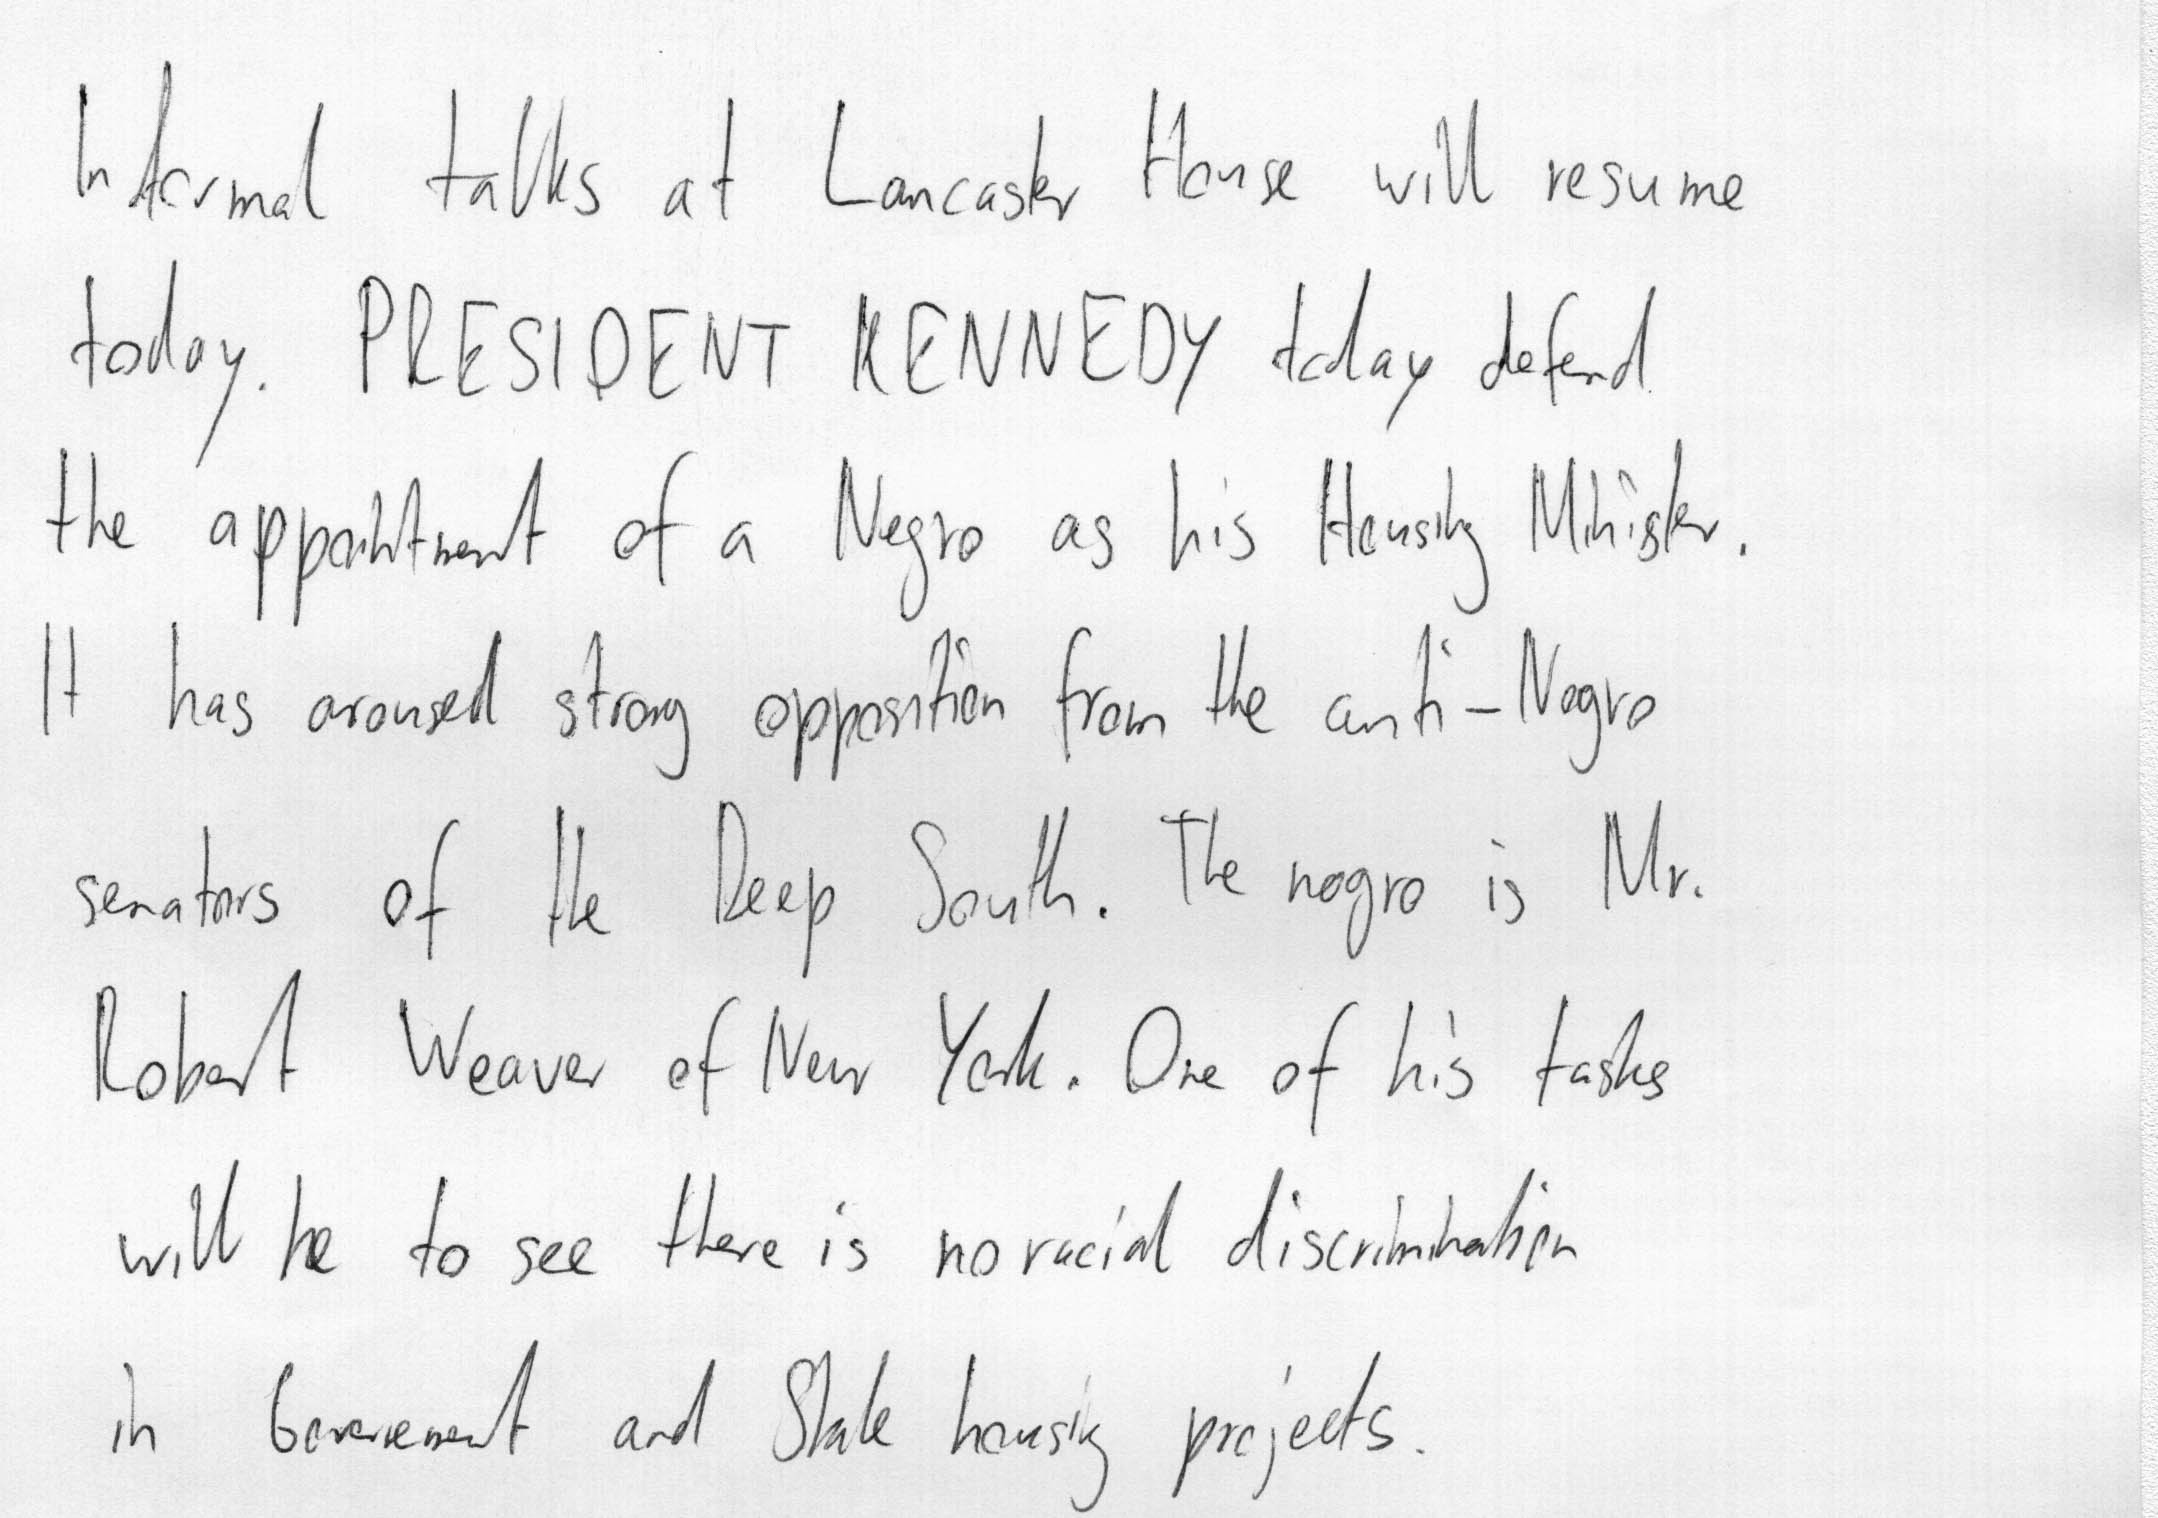 Informal talks at Lancaster House will resume
today. PRESIDENT KENNEDY today defend
the appointment of a Negro as his Housing Minister.
It has aroused strong opposition from the anti-Negro
senators of the Deep South. The negro is Mr.
Robert Weaver of New York. One of his tasks
will be to see there is no racial discrimination
in Government and State housing projects.